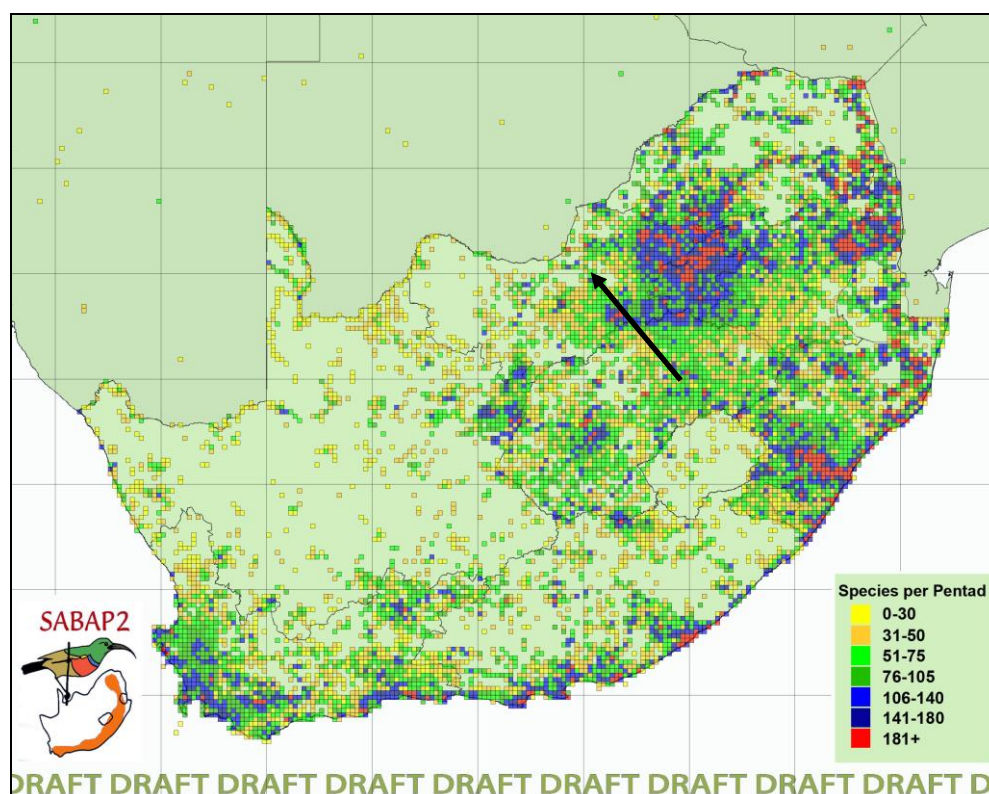 SABAP2
Species per Pentad
0-30
31-50
51-75
76-105
106-140
141-180
181+
DRAFT DRAFT DRAFT DRAFT DRAFT DRAFT DRAFT DRAFT DRAFT D